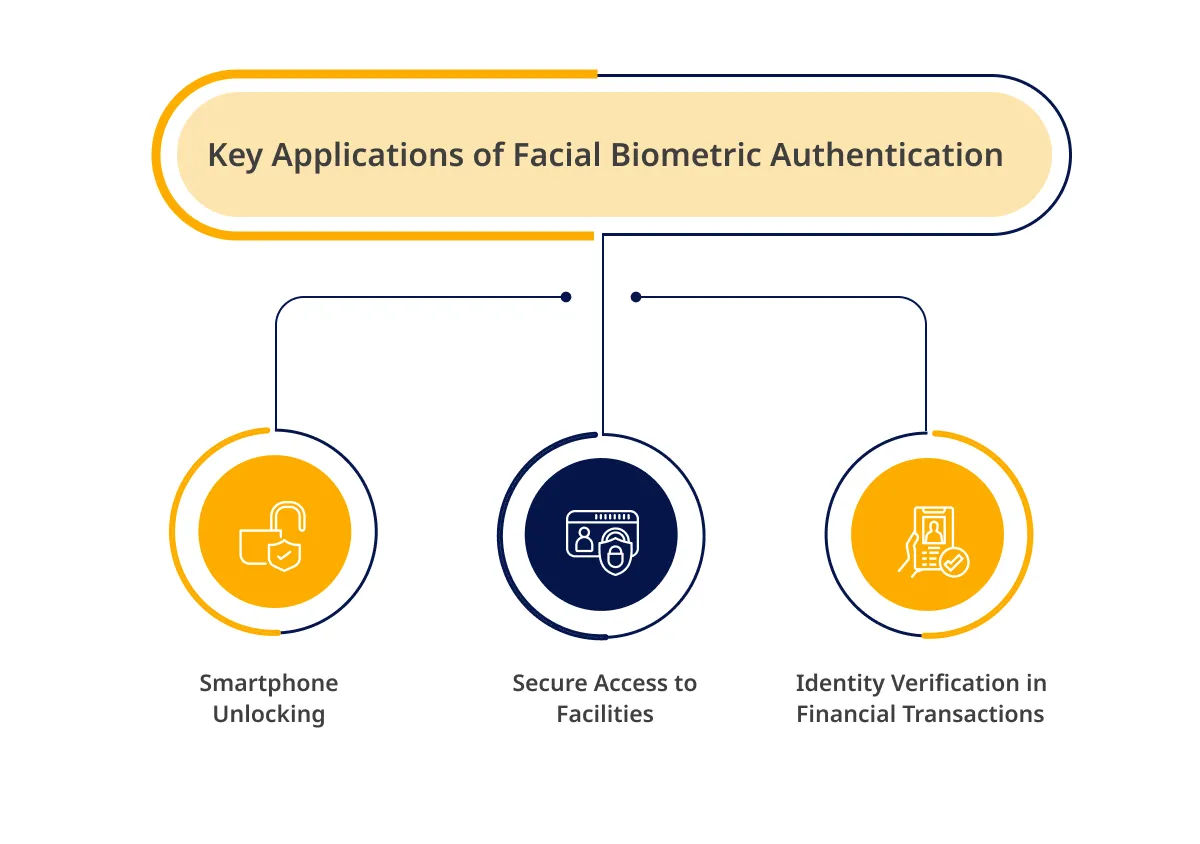 Key Applications of Facial Biometric Authentication
Smartphone
Unlocking
Secure Access to
Facilities
Identity Verification in
Financial Transactions